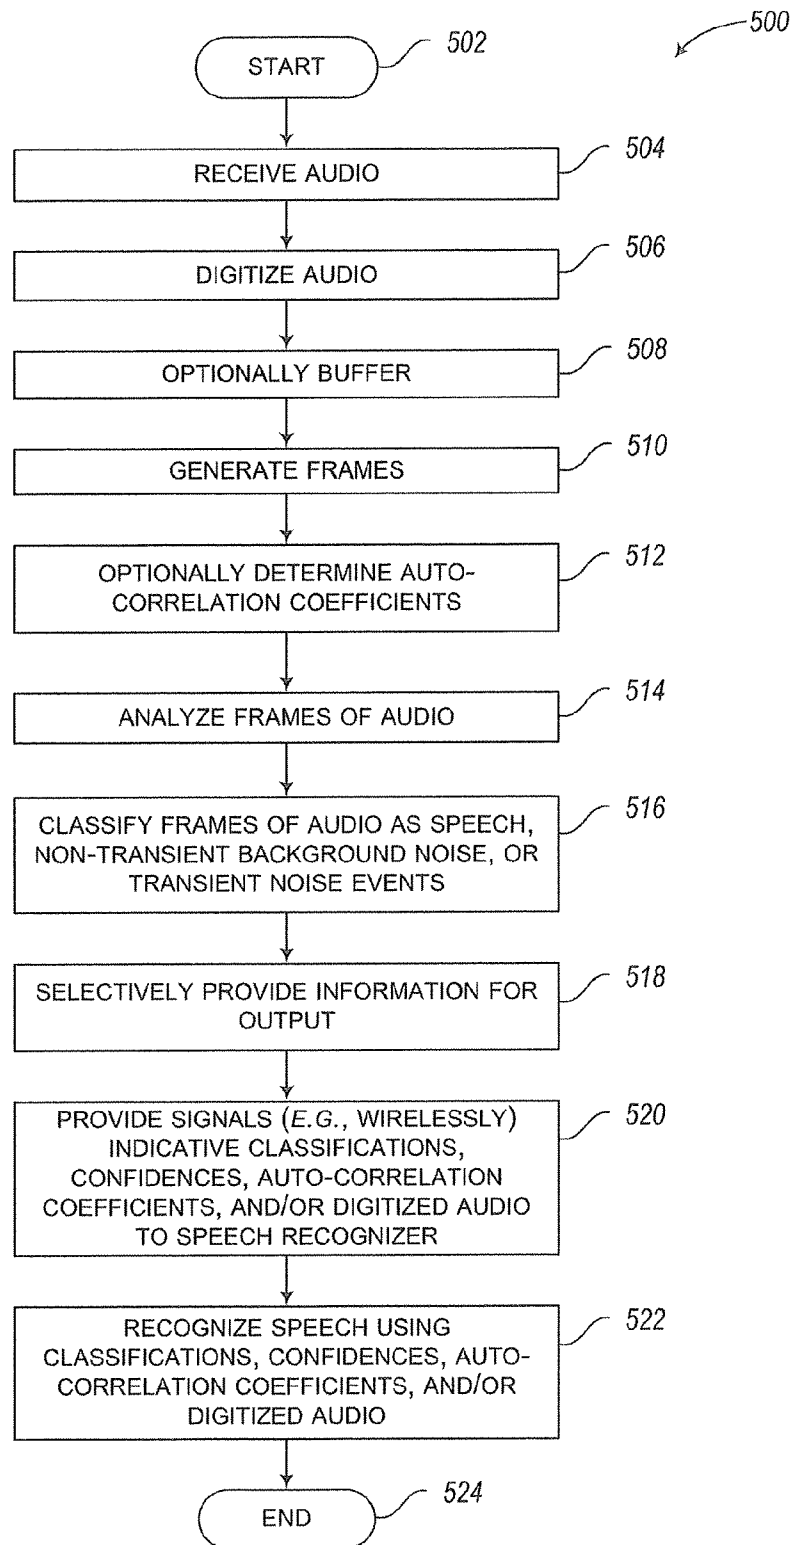 500
START
502
RECEIVE AUDIO
504
DIGITIZE AUDIO
506
OPTIONALLY BUFFER
508
GENERATE FRAMES
510
OPTIONALLY DETERMINE AUTO-
CORRELATION COEFFICIENTS
512
ANALYZE FRAMES OF AUDIO
514
CLASSIFY FRAMES OF AUDIO AS SPEECH,
NON-TRANSIENT BACKGROUND NOISE, OR
TRANSIENT NOISE EVENTS
516
SELECTIVELY PROVIDE INFORMATION FOR
OUTPUT
518
PROVIDE SIGNALS (E.G., WIRELESSLY)
INDICATIVE CLASSIFICATIONS,
CONFIDENCES, AUTO-CORRELATION
COEFFICIENTS, AND/OR DIGITIZED AUDIO
TO SPEECH RECOGNIZER
520
RECOGNIZE SPEECH USING
CLASSIFICATIONS, CONFIDENCES, AUTO-
CORRELATION COEFFICIENTS, AND/OR
DIGITIZED AUDIO
522
END
524